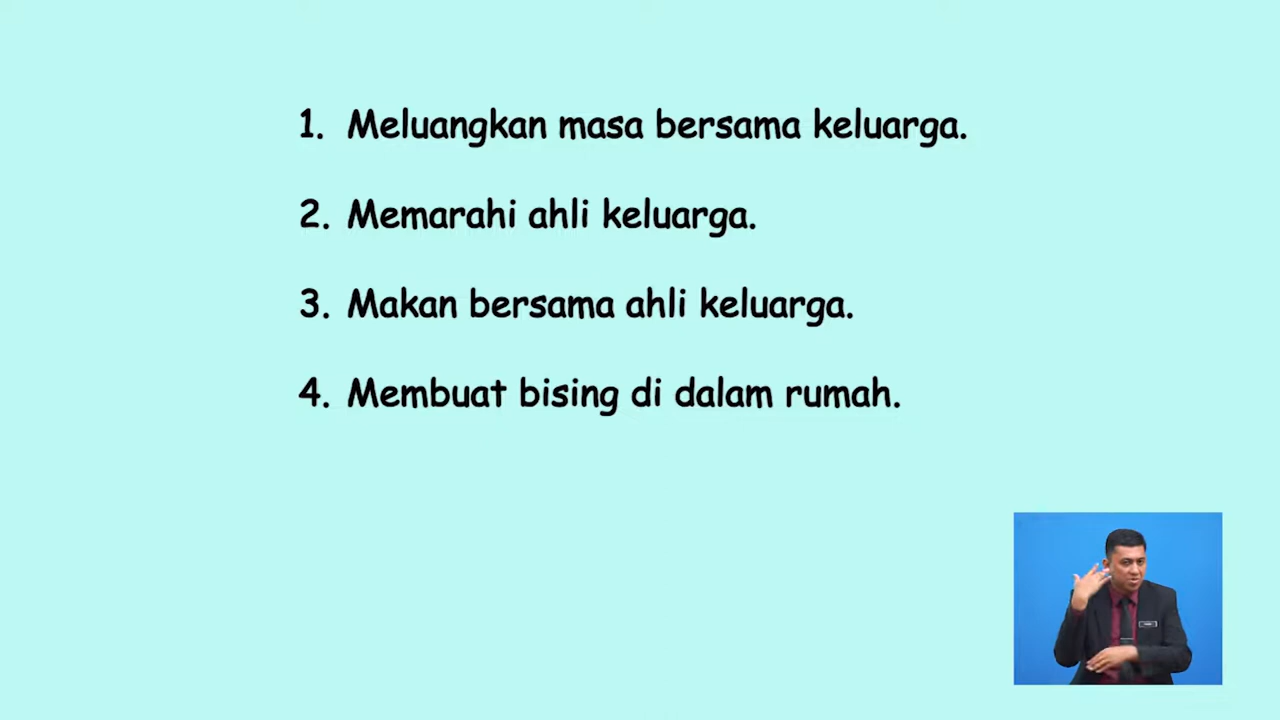 1. Meluangkan masa bersama keluarga.
2. Memarahi ahli keluarga.
3. Makan bersama ahli keluarga.
4. Membuat bising di dalam rumah.